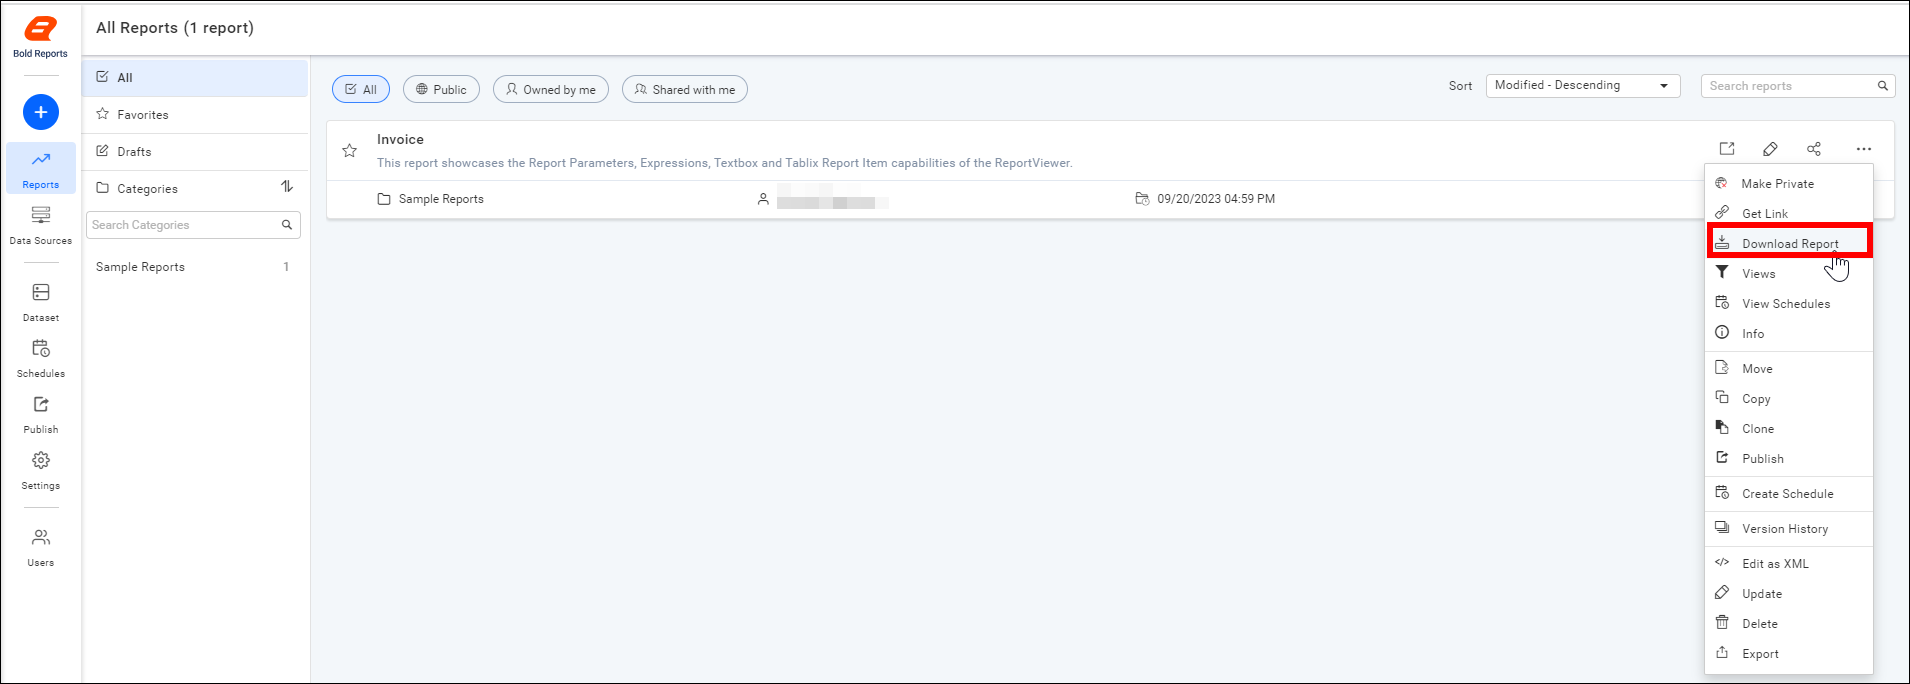 Bold Reports
All Reports (1 report)
All
Favorites
Drafts
Categories
Search Categories
Sample Reports 1
Reports
Data Sources
Dataset
Schedules
Publish
Settings
Users
All Public Owned by me Shared with me
Sort Modified - Descending Search reports
Invoice
This report showcases the Report Parameters, Expressions, Textbox and Tablix Report Item capabilities of the ReportViewer.
Sample Reports 09/20/2023 04:59 PM
Make Private
Get Link
Download Report
Views
View Schedules
Info
Move
Copy
Clone
Publish
Create Schedule
Version History
Edit as XML
Update
Delete
Export